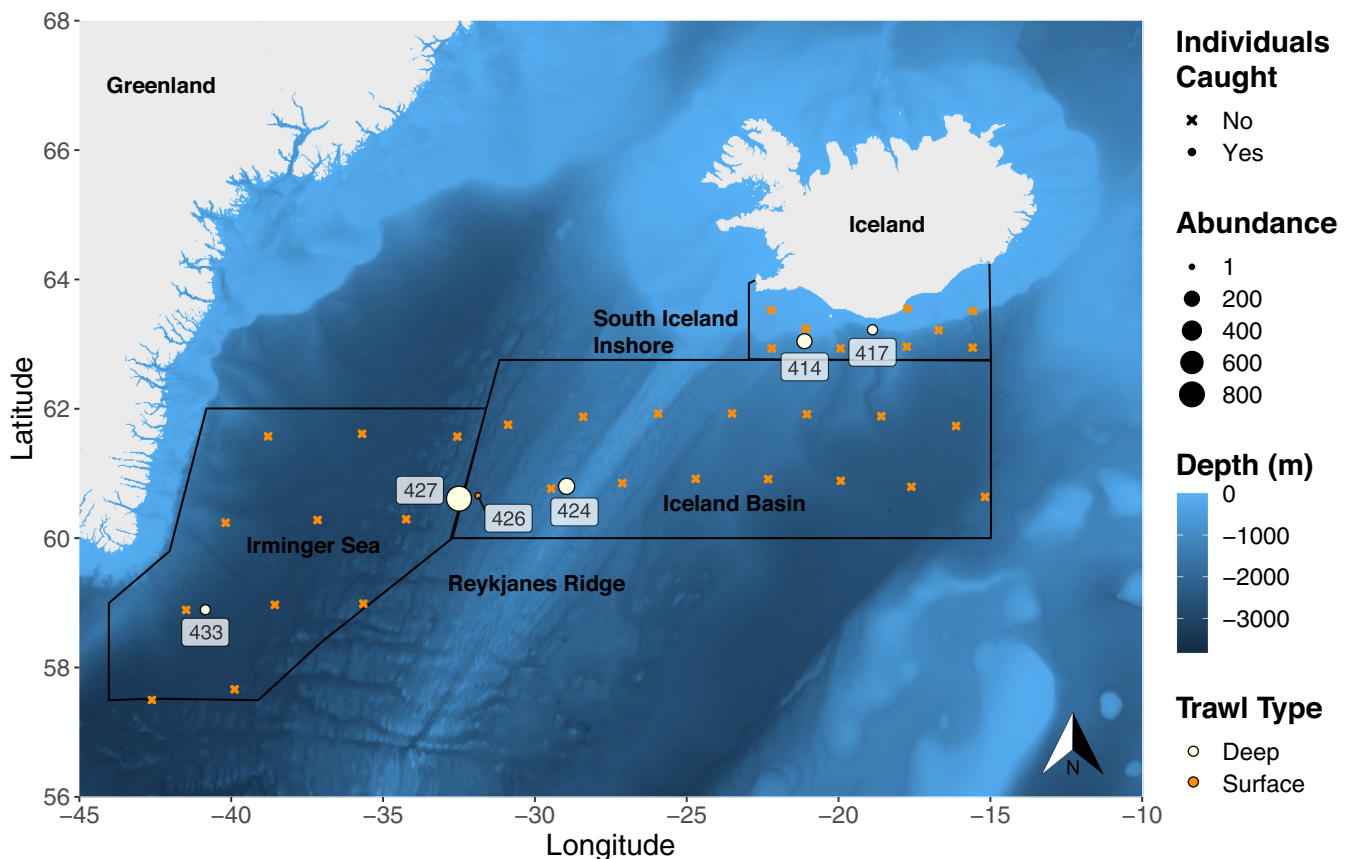 68
66
64
62
60
58
56
Latitude
−45
−40
−35
−30
−25
−20
−15
−10
Longitude
Greenland
Iceland
South Iceland
Inshore
414
417
427
426
424
Iceland Basin
Irminger Sea
Reykjanes Ridge
433
N
Individuals
Caught
No
Yes
Abundance
1
200
400
600
800
Depth (m)
0
−1000
−2000
−3000
Trawl Type
Deep
Surface